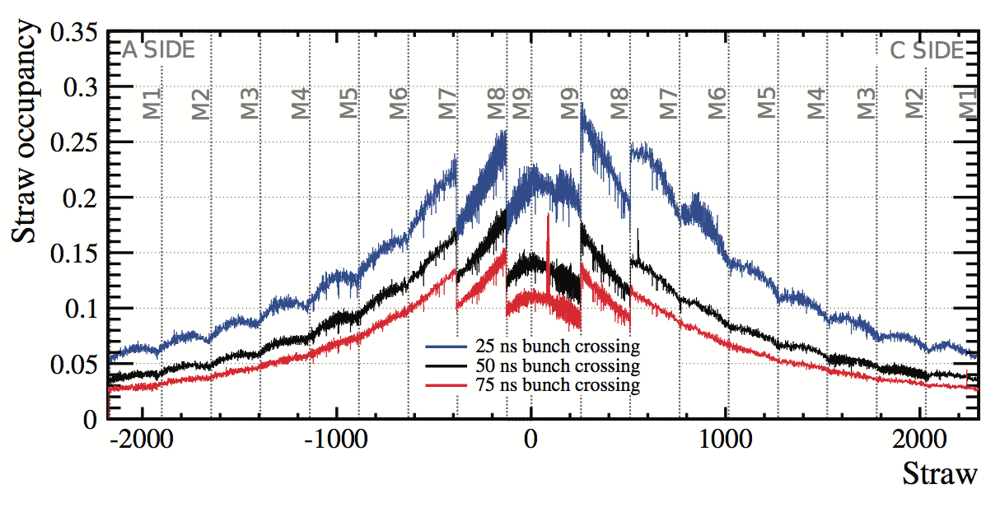 Straw occupancy
0.35
0.3
0.25
0.2
0.15
0.1
0.05
0
A SIDE
C SIDE
M1
M2
M3
M4
M5
M6
M7
M8
M9
M9
M8
M7
M6
M5
M4
M3
M2
M1
25 ns bunch crossing
50 ns bunch crossing
75 ns bunch crossing
-2000
-1000
0
1000
2000
Straw